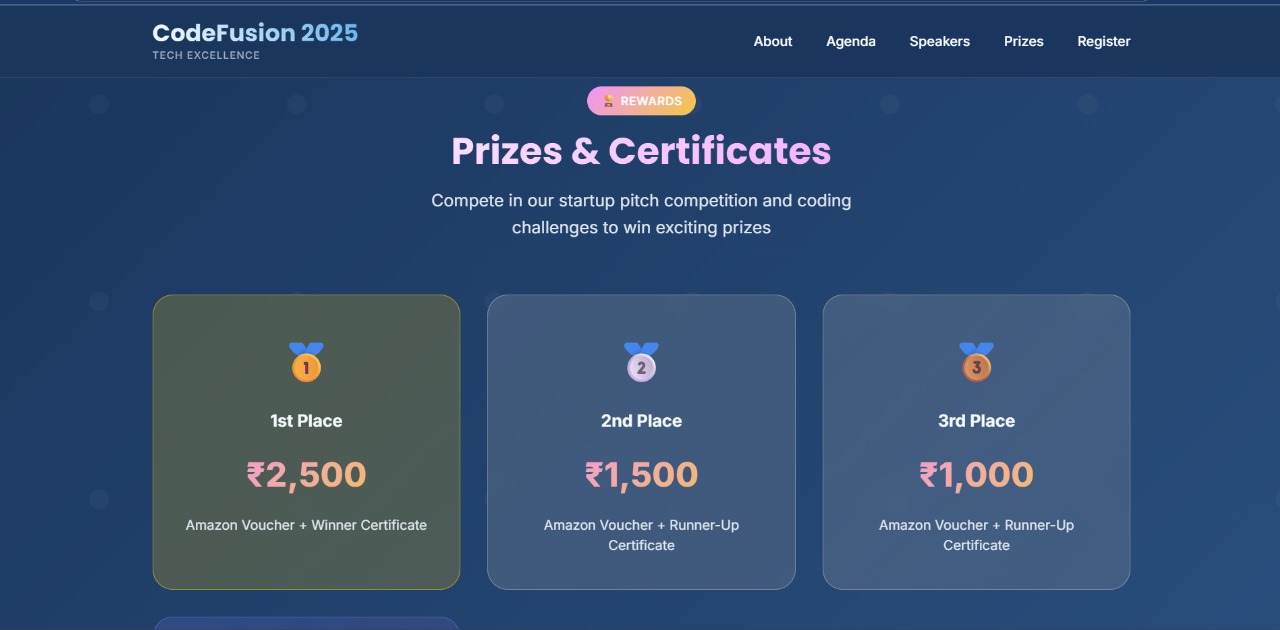 CodeFusion 2025
TECH EXCELLENCE
About Agenda Speakers Prizes Register
REWARDS
Prizes & Certificates
Compete in our startup pitch competition and coding
challenges to win exciting prizes
1
1st Place
₹2,500
Amazon Voucher + Winner Certificate
2
2nd Place
₹1,500
Amazon Voucher + Runner-Up
Certificate
3
3rd Place
₹1,000
Amazon Voucher + Runner-Up
Certificate